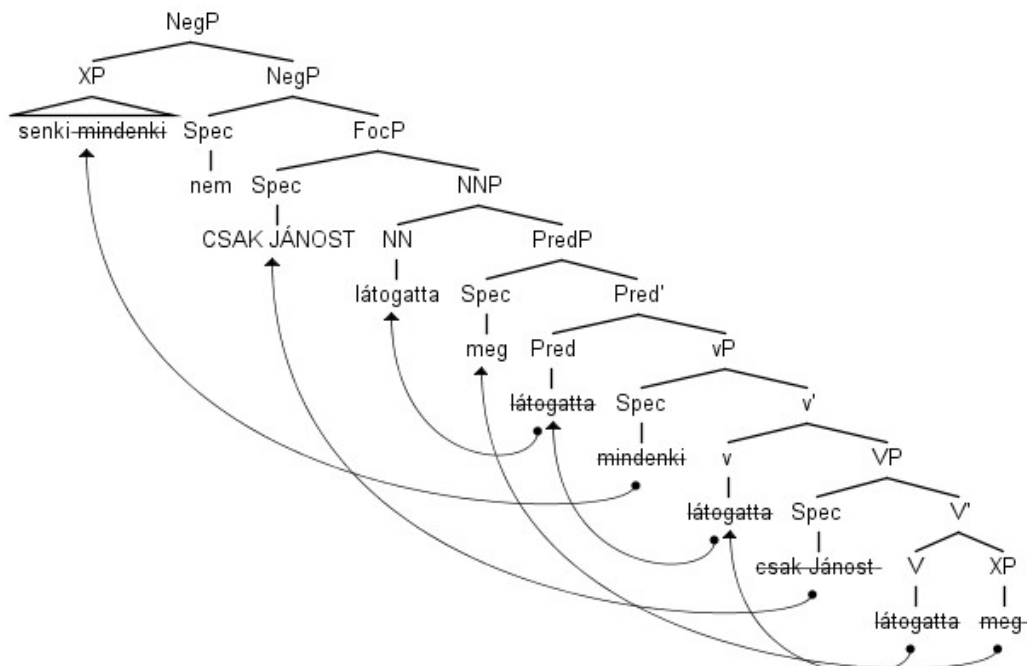 NegP
XP NegP
senki mindenki Spec FocP
nem Spec NNP
CSAK JÁNOST NN PredP
látogatta Spec Pred'
meg Pred vP
látogatta Spec v'
mindenki v VP
látogatta Spec V'
csak Jánost V XP
látogatta meg